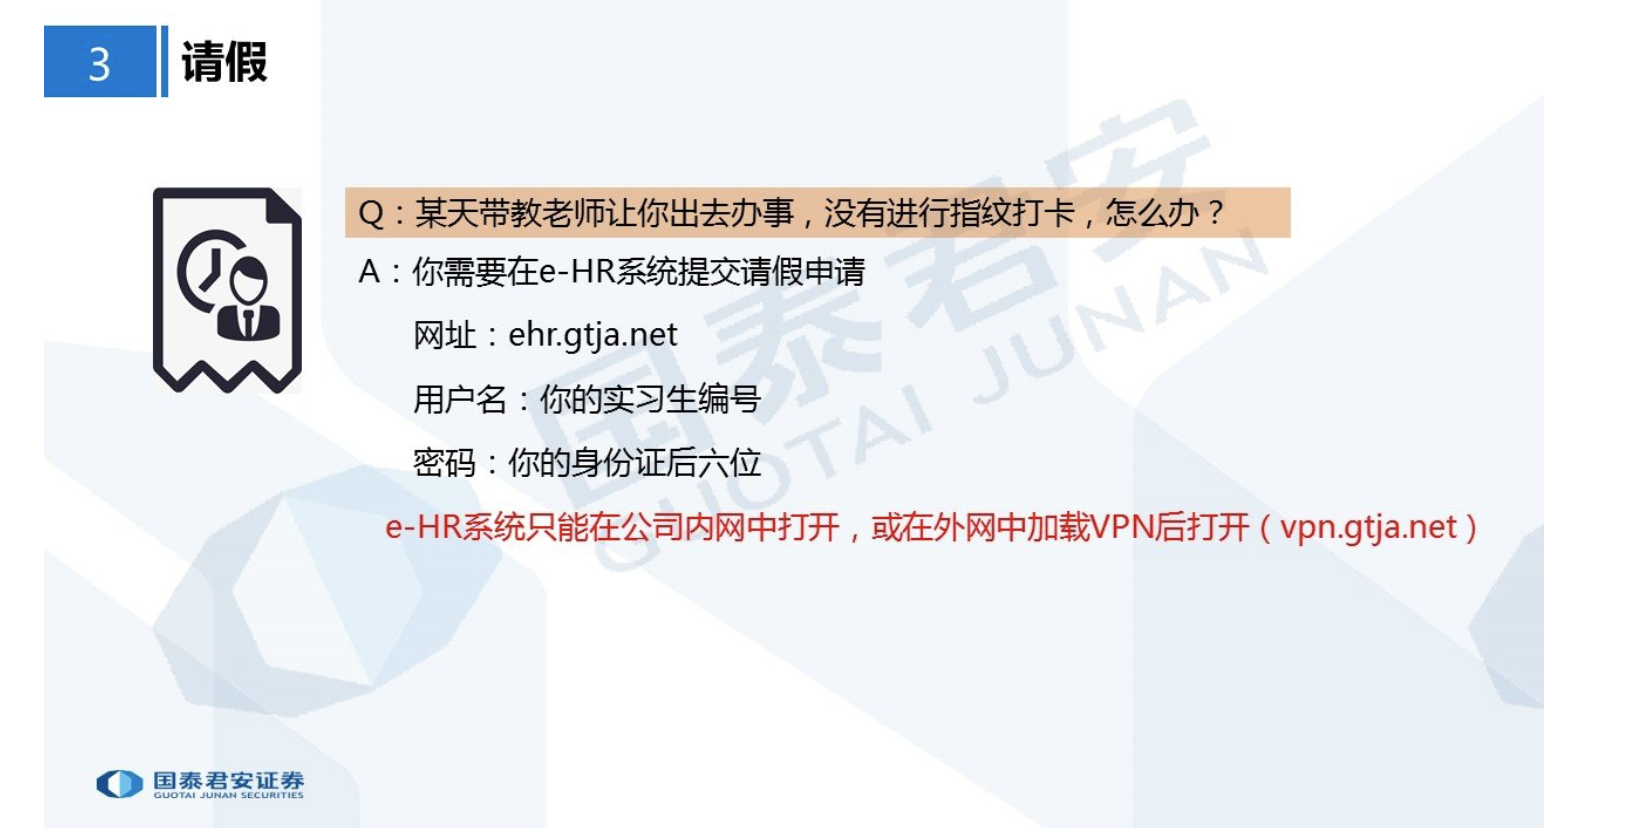 3
请假
Q：某天带教老师让你出去办事，没有进行指纹打卡，怎么办？
A：你需要在e-HR系统提交请假申请
网址：ehr.gtja.net
用户名：你的实习生编号
密码：你的身份证后六位
e-HR系统只能在公司内网中打开，或在外网中加载VPN后打开（vpn.gtja.net）
国泰君安
GUOTAI JUNAN
国泰君安证券
GUOTAI JUNAN SECURITIES